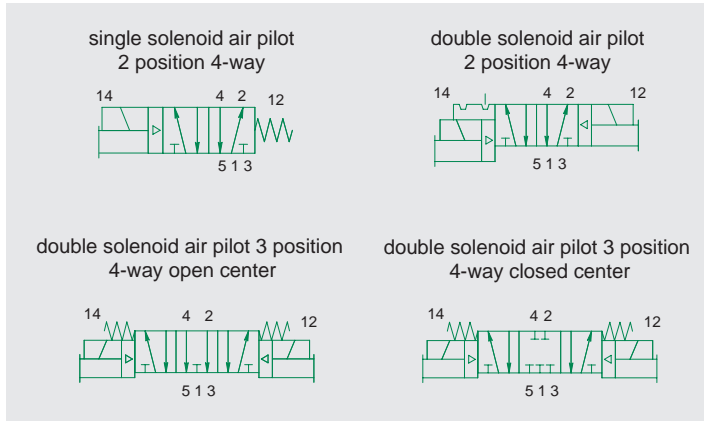 single solenoid air pilot
2 position 4-way
14 4 2 12
5 1 3
double solenoid air pilot
2 position 4-way
14 4 2 12
5 1 3
double solenoid air pilot 3 position
4-way open center
14 4 2 12
5 1 3
double solenoid air pilot 3 position
4-way closed center
14 4 2 12
5 1 3